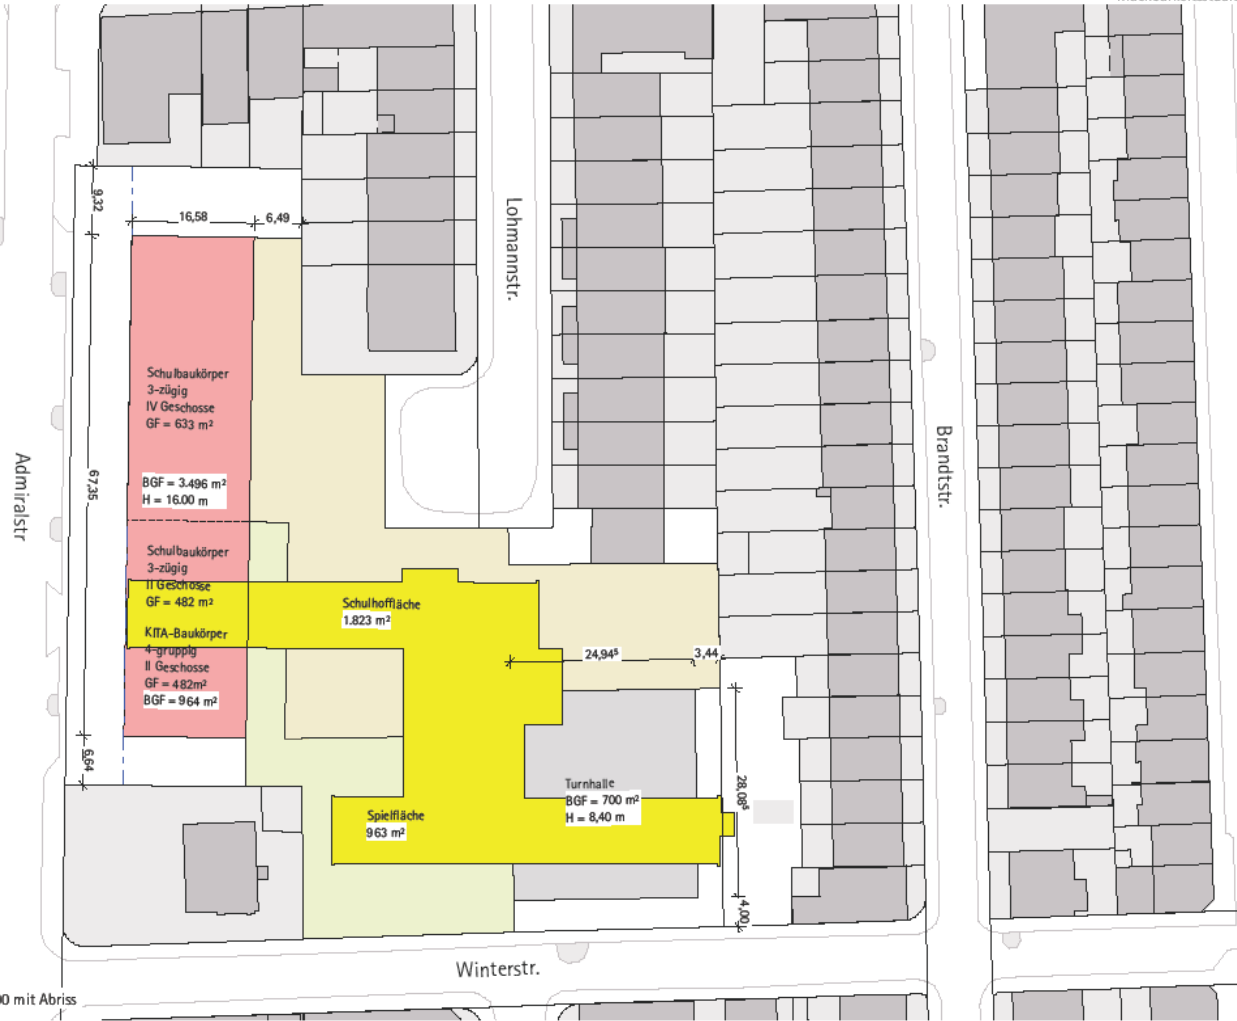 9,32
16,58
6,49
Lohmannstr.
Schulbaukörper
3-zügig
IV Geschosse
GF = 633 m²
BGF = 3.496 m²
H = 16.00 m
67,35
Admiralstr
Brandtstr.
Schulbaukörper
3-zügig
II Geschosse
GF = 482 m²
Schulhoffläche
1.823 m²
KITA-Baukörper
4-gruppig
II Geschosse
GF = 482m²
BGF = 964 m²
24,94⁵
3,44
6,64
Turnhalle
BGF = 700 m²
H = 8,40 m
28,08⁵
Spielfläche
963 m²
4,00
Winterstr.
00 mit Abriss